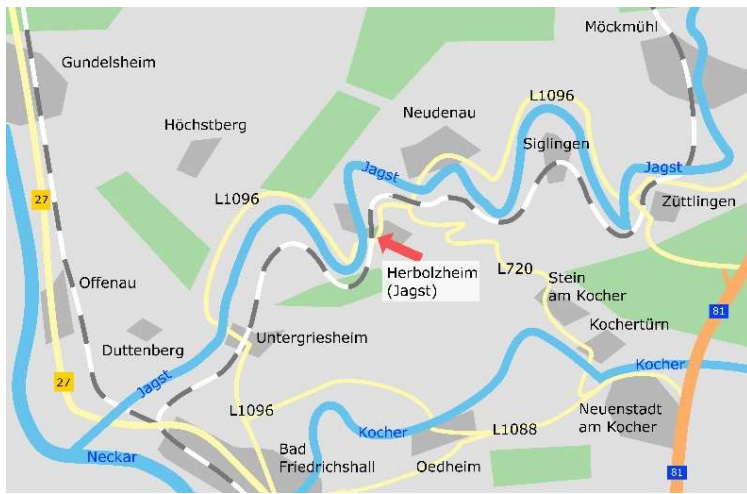 Möckmühl
Gundelsheim
L1096
Neudenau
Höchstberg
Siglingen
Jagst
Jagst
L1096
27
Züttlingen
Herbolzheim
(Jagst)
L720
Offenau
Stein
am Kocher
81
Kochertürn
Untergriesheim
Duttenberg
Kocher
27
Jagst
L1096
Neuenstadt
am Kocher
Kocher
L1088
Bad
Friedrichshall
Oedheim
Neckar
81